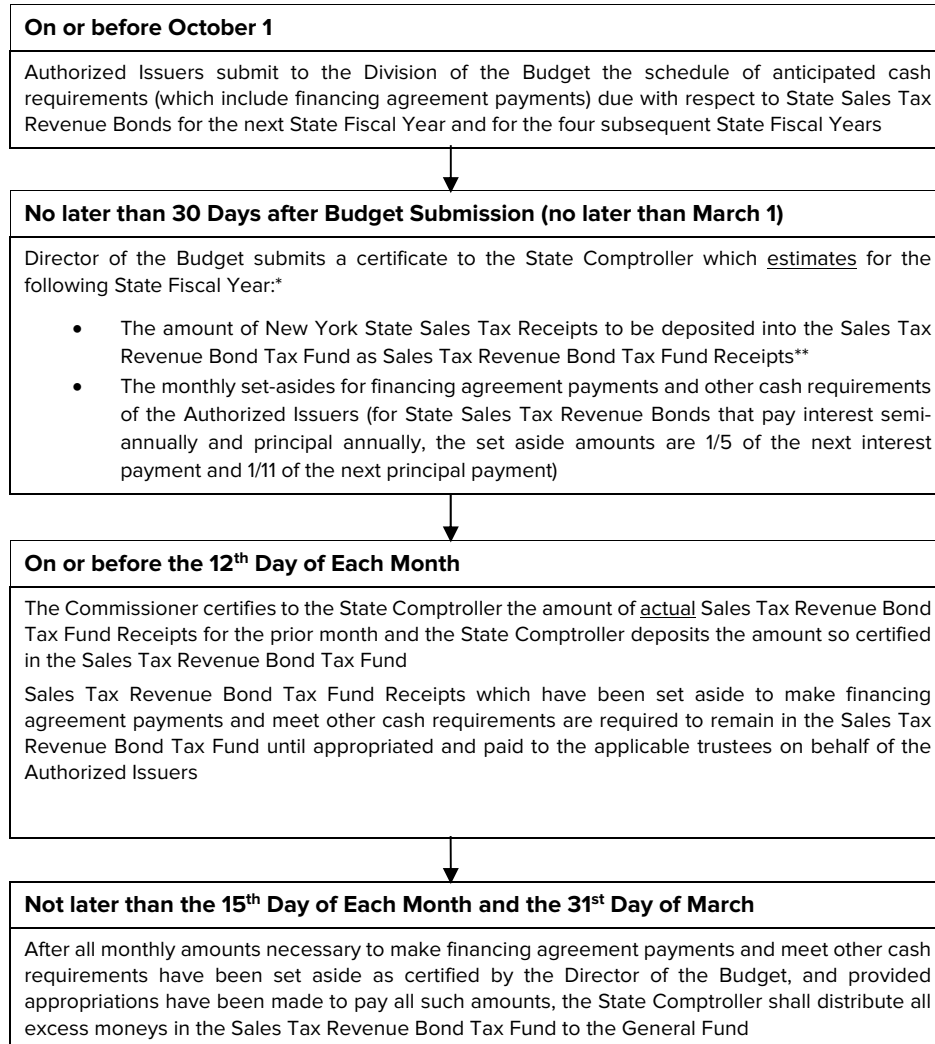 On or before October 1
Authorized Issuers submit to the Division of the Budget the schedule of anticipated cash
requirements (which include financing agreement payments) due with respect to State Sales Tax
Revenue Bonds for the next State Fiscal Year and for the four subsequent State Fiscal Years
No later than 30 Days after Budget Submission (no later than March 1)
Director of the Budget submits a certificate to the State Comptroller which estimates for the
following State Fiscal Year:*
• The amount of New York State Sales Tax Receipts to be deposited into the Sales Tax
Revenue Bond Tax Fund as Sales Tax Revenue Bond Tax Fund Receipts**
• The monthly set-asides for financing agreement payments and other cash requirements
of the Authorized Issuers (for State Sales Tax Revenue Bonds that pay interest semi-
annually and principal annually, the set aside amounts are 1/5 of the next interest
payment and 1/11 of the next principal payment)
On or before the 12th Day of Each Month
The Commissioner certifies to the State Comptroller the amount of actual Sales Tax Revenue Bond
Tax Fund Receipts for the prior month and the State Comptroller deposits the amount so certified
in the Sales Tax Revenue Bond Tax Fund
Sales Tax Revenue Bond Tax Fund Receipts which have been set aside to make financing
agreement payments and meet other cash requirements are required to remain in the Sales Tax
Revenue Bond Tax Fund until appropriated and paid to the applicable trustees on behalf of the
Authorized Issuers
Not later than the 15th Day of Each Month and the 31st Day of March
After all monthly amounts necessary to make financing agreement payments and meet other cash
requirements have been set aside as certified by the Director of the Budget, and provided
appropriations have been made to pay all such amounts, the State Comptroller shall distribute all
excess moneys in the Sales Tax Revenue Bond Tax Fund to the General Fund